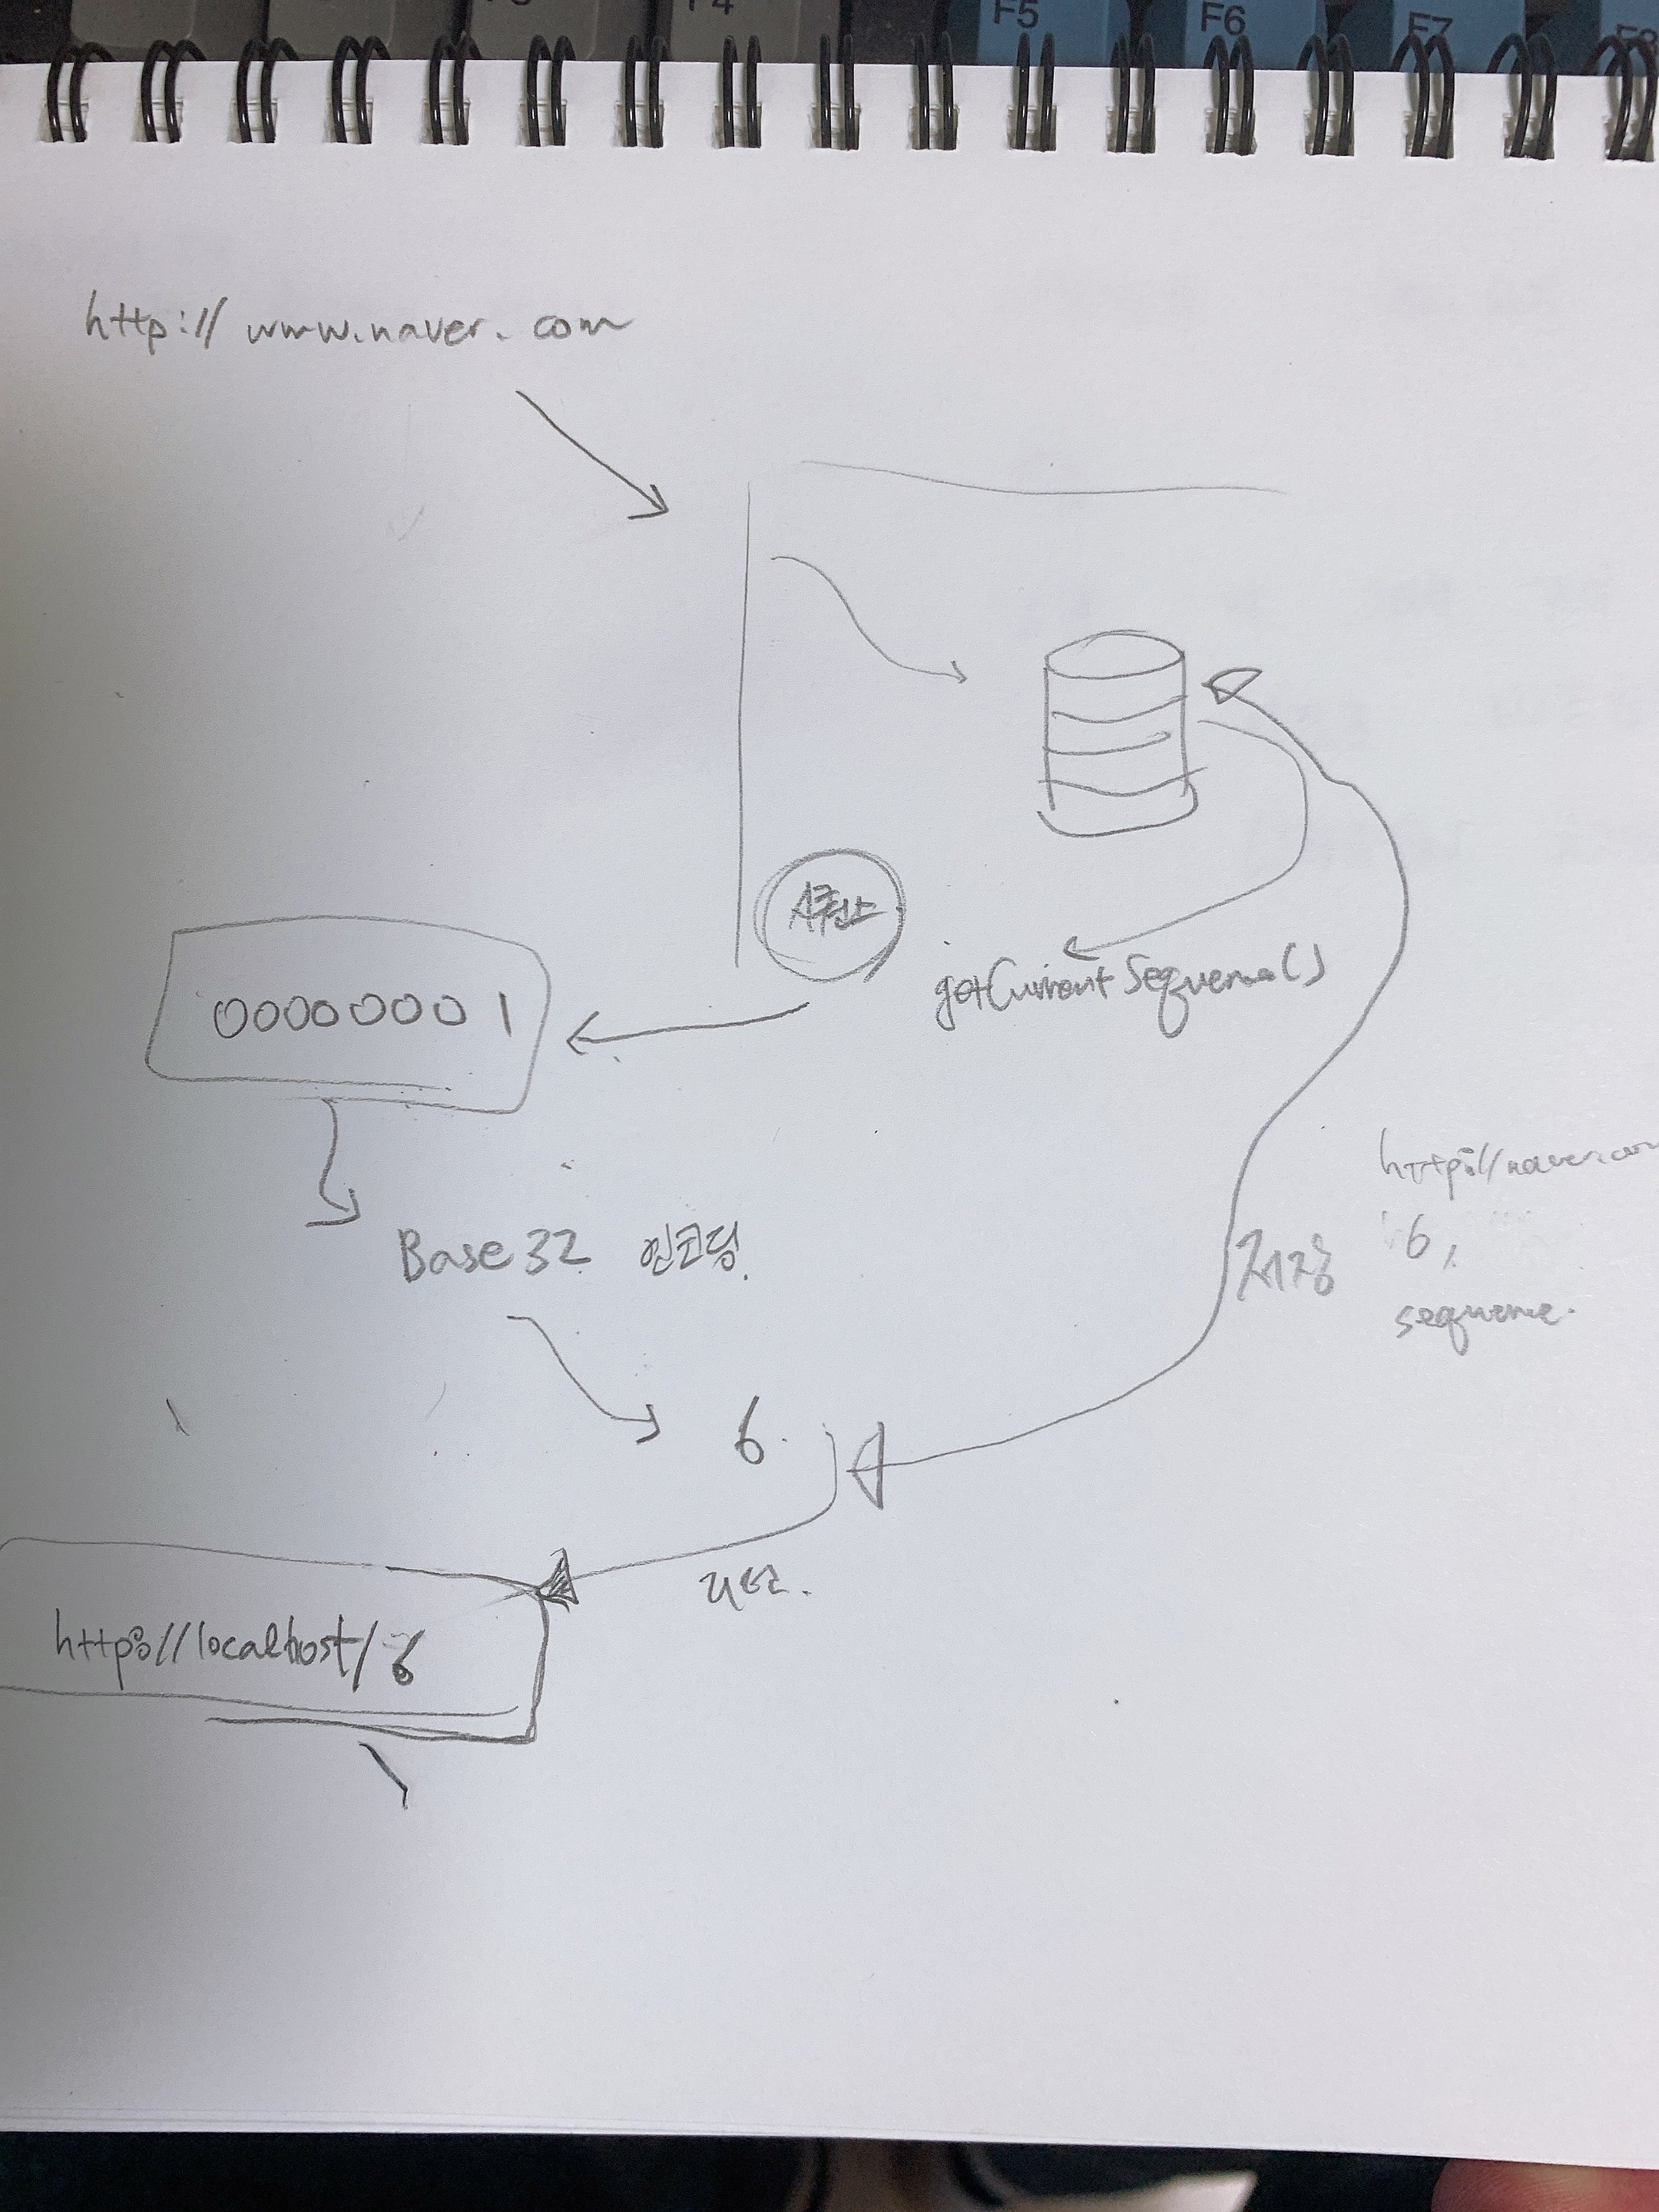 F4
F5
F6
F7
http://www.naver.com
시퀀스
getCurrentSequence()
00000001
http://naver.com
Base32 인코딩.
6,
저장
sequence.
6.
리턴.
http://localhost/6